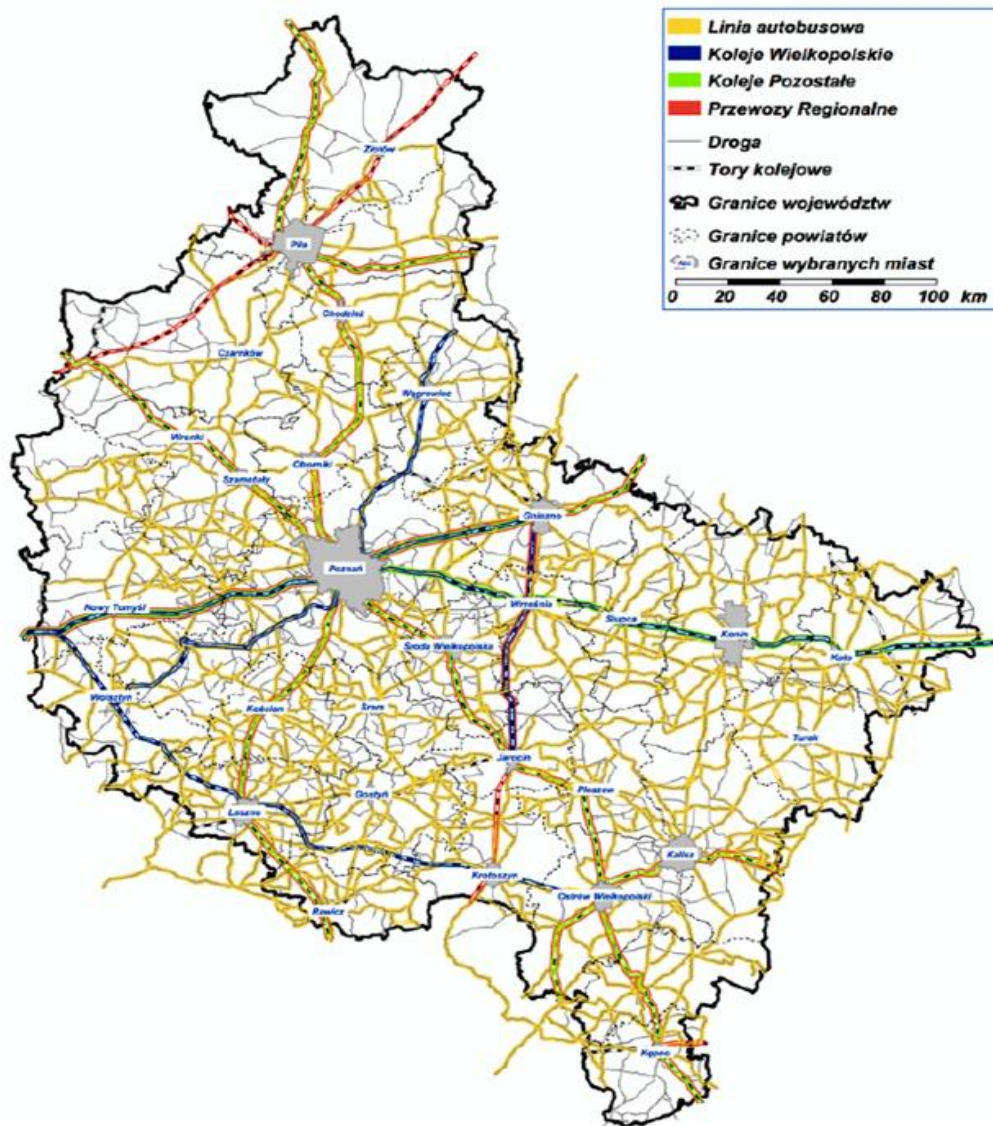 Linia autobusowa
Koleje Wielkopolskie
Koleje Pozostałe
Przewozy Regionalne
Droga
Tory kolejowe
Granice województw
Granice powiatów
Granice wybranych miast
0 20 40 60 80 100 km
Złotów
Piła
Chodzież
Czarnków
Wągrowiec
Wronki
Oborniki
Szamotuły
Gniezno
Poznań
Nowy Tomyśl
Września
Słupca
Konin
Koło
Środa Wielkopolska
Wolsztyn
Kościan
Śrem
Turek
Jarocin
Gostyń
Pleszew
Leszno
Kalisz
Krotoszyn
Ostrów Wielkopolski
Rawicz
Kępno